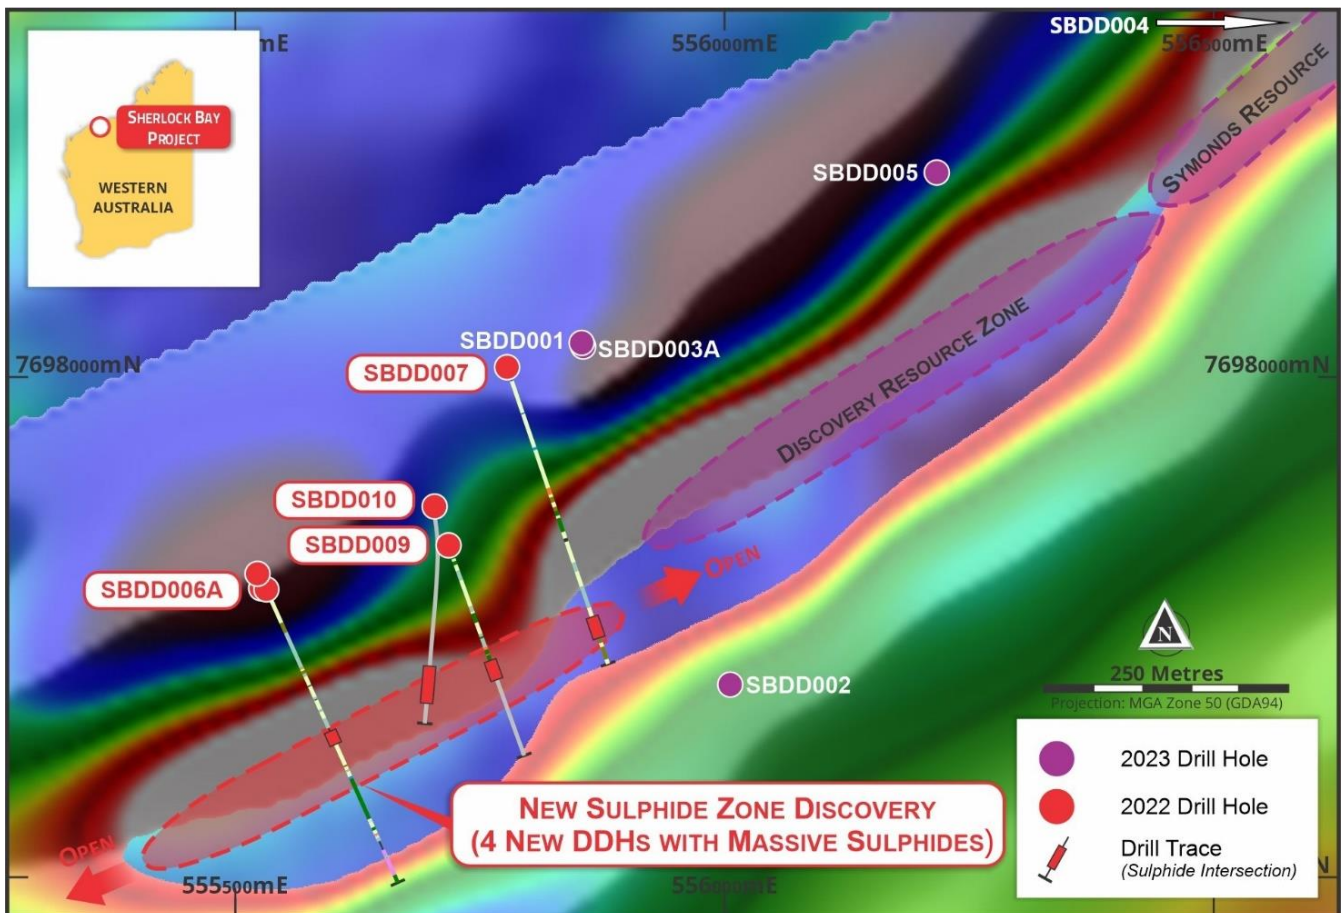 SBDD004
mE
556000mE
556500mE
SHERLOCK BAY
PROJECT
WESTERN
AUSTRALIA
SYMONDS RESOURCE
SBDD005
SBDD001
SBDD003A
7698000mN
7698000mN
SBDD007
DISCOVERY RESOURCE ZONE
SBDD010
SBDD009
OPEN
SBDD006A
N
250 Metres
Projection: MGA Zone 50 (GDA94)
SBDD002
2023 Drill Hole
2022 Drill Hole
Drill Trace
(Sulphide Intersection)
NEW SULPHIDE ZONE DISCOVERY
(4 NEW DDHS WITH MASSIVE SULPHIDES)
OPEN
555500mE
556000mE
N